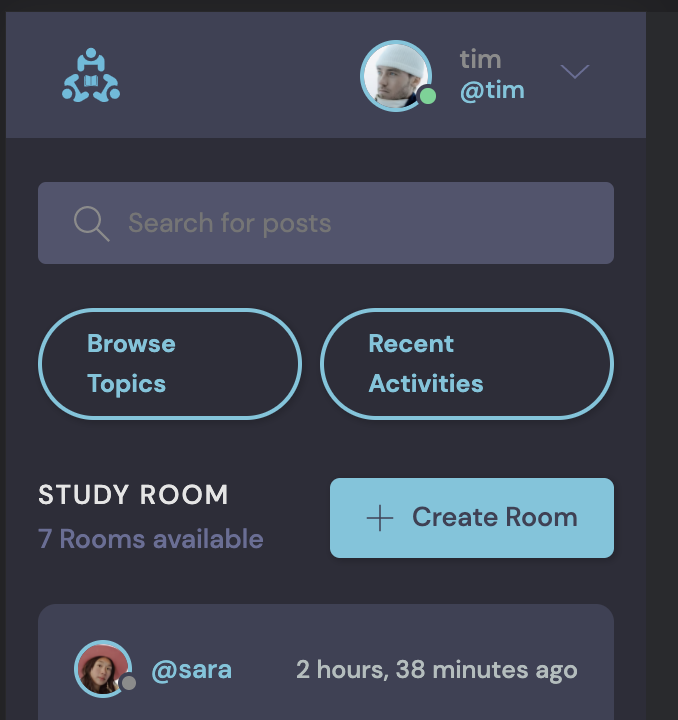 tim
@tim
Search for posts
Browse
Topics
Recent
Activities
STUDY ROOM
7 Rooms available
Create Room
@sara
2 hours, 38 minutes ago